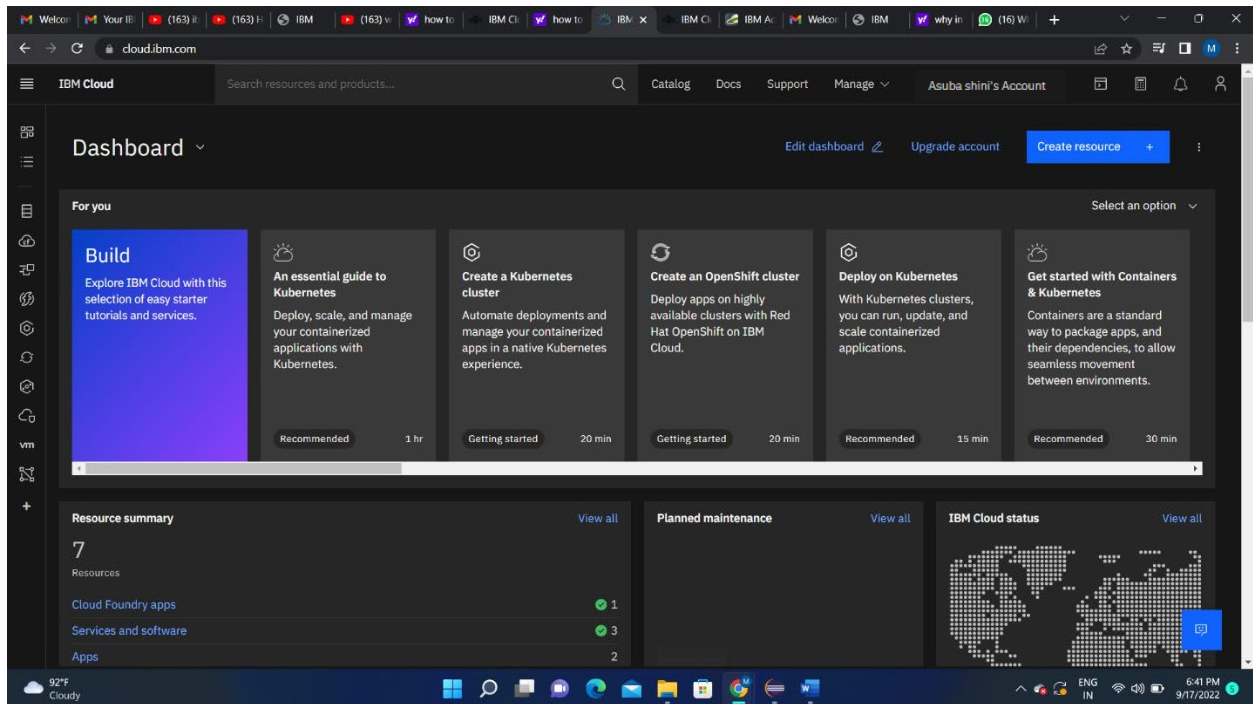 Welcon Your IBI (163) ib (163) H IBM (163) w how to IBM Clo how to IBM IBM Cl IBM Ac Welcon IBM why in (16) W
cloud.ibm.com M
IBM Cloud Search resources and products... Catalog Docs Support Manage Asuba shini's Account
Dashboard Edit dashboard Upgrade account Create resource +
For you Select an option
Build
Explore IBM Cloud with this
selection of easy starter
tutorials and services.
An essential guide to
Kubernetes
Deploy, scale, and manage
your containerized
applications with
Kubernetes.
Recommended 1 hr
Create a Kubernetes
cluster
Automate deployments and
manage your containerized
apps in a native Kubernetes
experience.
Getting started 20 min
Create an OpenShift cluster
Deploy apps on highly
available clusters with Red
Hat OpenShift on IBM
Cloud.
Getting started 20 min
Deploy on Kubernetes
With Kubernetes clusters,
you can run, update, and
scale containerized
applications.
Recommended 15 min
Get started with Containers
& Kubernetes
Containers are a standard
way to package apps, and
their dependencies, to allow
seamless movement
between environments.
Recommended 30 min
vm
Resource summary View all
7
Resources
Cloud Foundry apps 1
Services and software 3
Apps 2
Planned maintenance View all
IBM Cloud status View all
92°F
Cloudy
ENG
IN
6:41 PM
9/17/2022
5